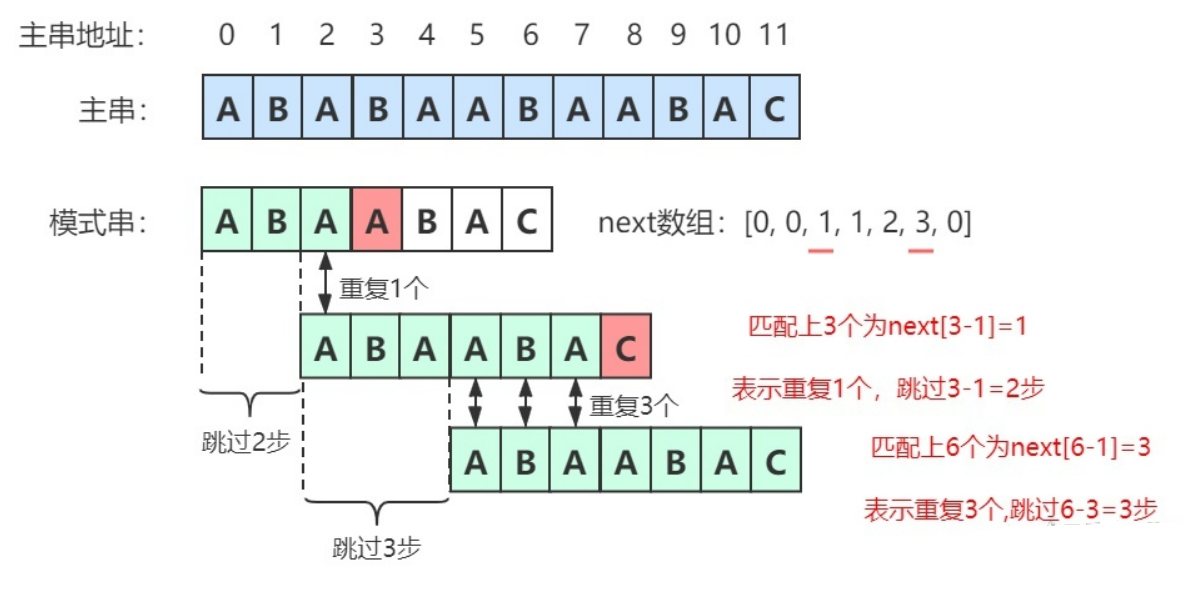 主串地址： 0 1 2 3 4 5 6 7 8 9 10 11
主串： A B A B A A B A A B A C
模式串： A B A A B A C next数组：[0, 0, 1, 1, 2, 3, 0]
重复1个
匹配上3个为next[3-1]=1
A B A A B A C
表示重复1个，跳过3-1=2步
重复3个
跳过2步
匹配上6个为next[6-1]=3
A B A A B A C
表示重复3个,跳过6-3=3步
跳过3步